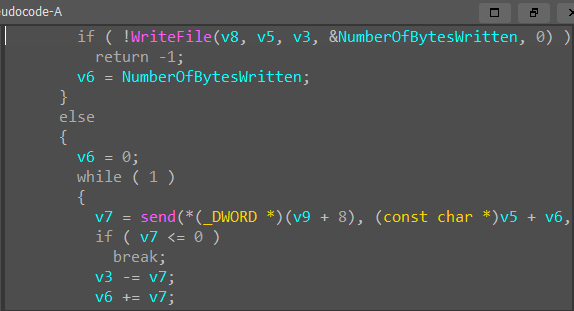 eudocode-A
if ( !WriteFile(v8, v5, v3, &NumberOfBytesWritten, 0) )
return -1;
v6 = NumberOfBytesWritten;
}
else
{
v6 = 0;
while ( 1 )
{
v7 = send(*(_DWORD *)(v9 + 8), (const char *)v5 + v6,
if ( v7 <= 0 )
break;
v3 -= v7;
v6 += v7;